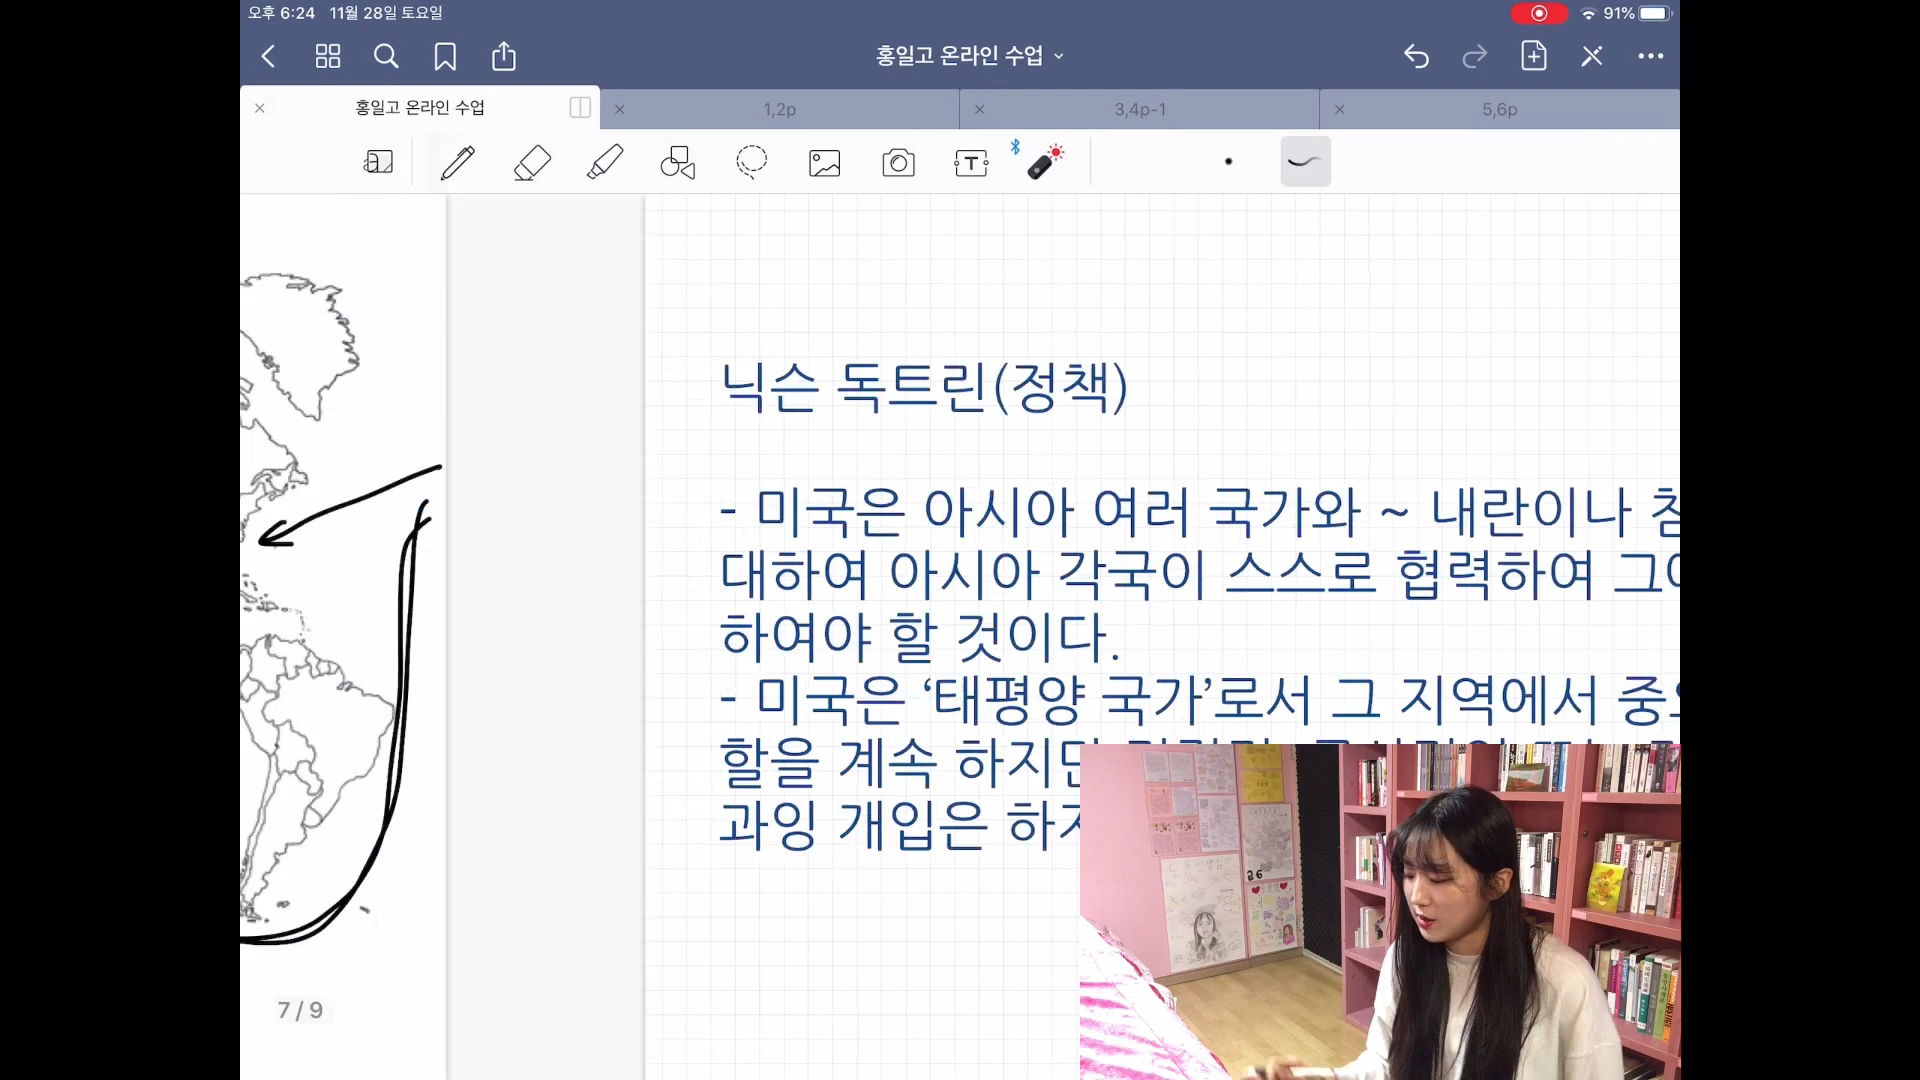 오후 6:24 11월 28일 토요일
91%
홍일고 온라인 수업
홍일고 온라인 수업
1,2p
3,4p-1
5,6p
닉슨 독트린(정책)
- 미국은 아시아 여러 국가와 ~ 내란이나
대하여 아시아 각국이 스스로 협력하여
하여야 할 것이다.
- 미국은 ‘태평양 국가’로서 그 지역에서
할을 계속
과잉 개입은
7 / 9